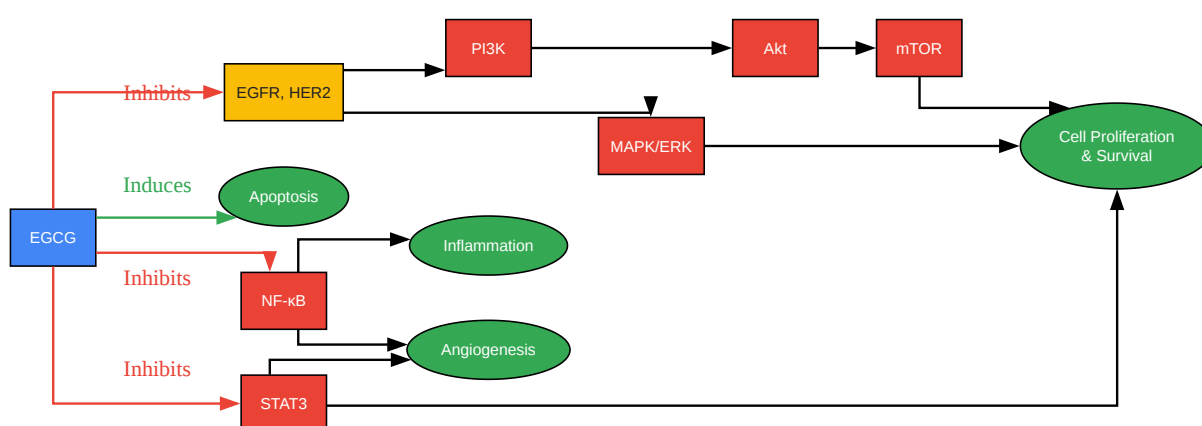 PI3K
Akt
mTOR
Inhibits
EGFR, HER2
MAPK/ERK
Cell Proliferation
& Survival
Induces
Apoptosis
EGCG
Inflammation
Inhibits
NF-κB
Angiogenesis
Inhibits
STAT3